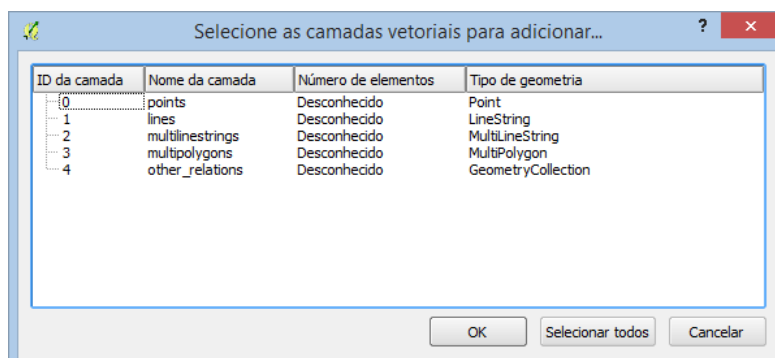 Selecione as camadas vetoriais para adicionar...
ID da camada Nome da camada Número de elementos Tipo de geometria
0 points Desconhecido Point
1 lines Desconhecido LineString
2 multilinestrings Desconhecido MultiLineString
3 multipolygons Desconhecido MultiPolygon
4 other_relations Desconhecido GeometryCollection
OK Selecionar todos Cancelar